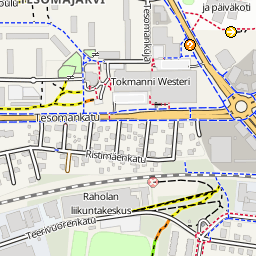 TESOMAJÄRVI
ja päiväkoti
Tesomankuja
Tokmanni Westeri
Tesomankatu
Ristimäenkatu
Raholan
liikuntakeskus
Teerivuorenkatu